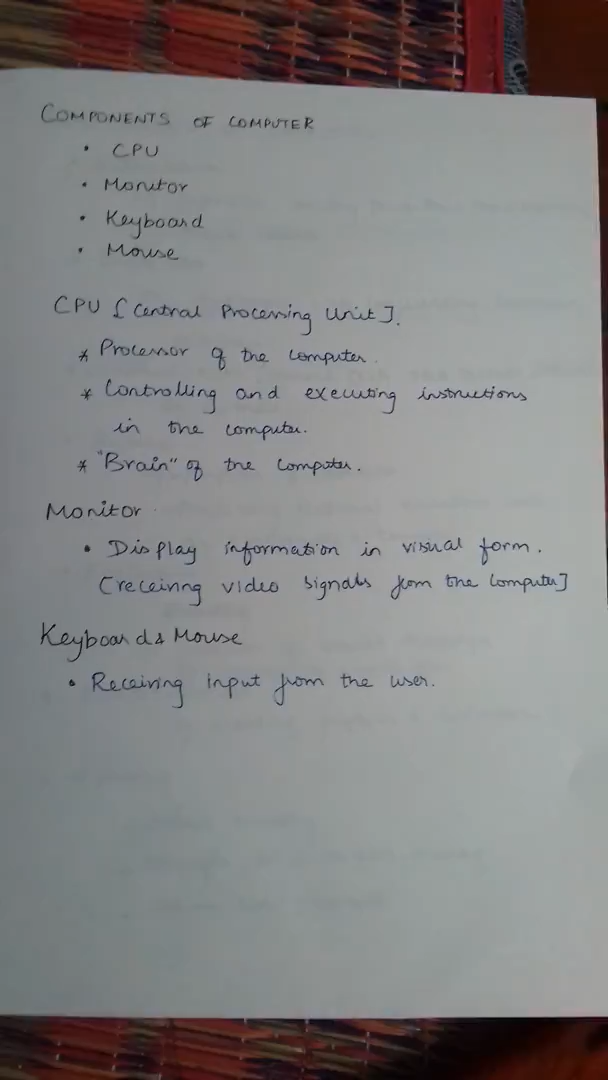 COMPONENTS OF COMPUTER
• CPU
• Monitor
• Keyboard
• Mouse
CPU [Central Processing Unit].
* Processor of the computer.
* Controlling and executing instructions
in the computer.
* "Brain" of the computer.
Monitor
• Display information in visual form.
[receiving video signals from the computer]
Keyboard & Mouse
• Receiving input from the user.